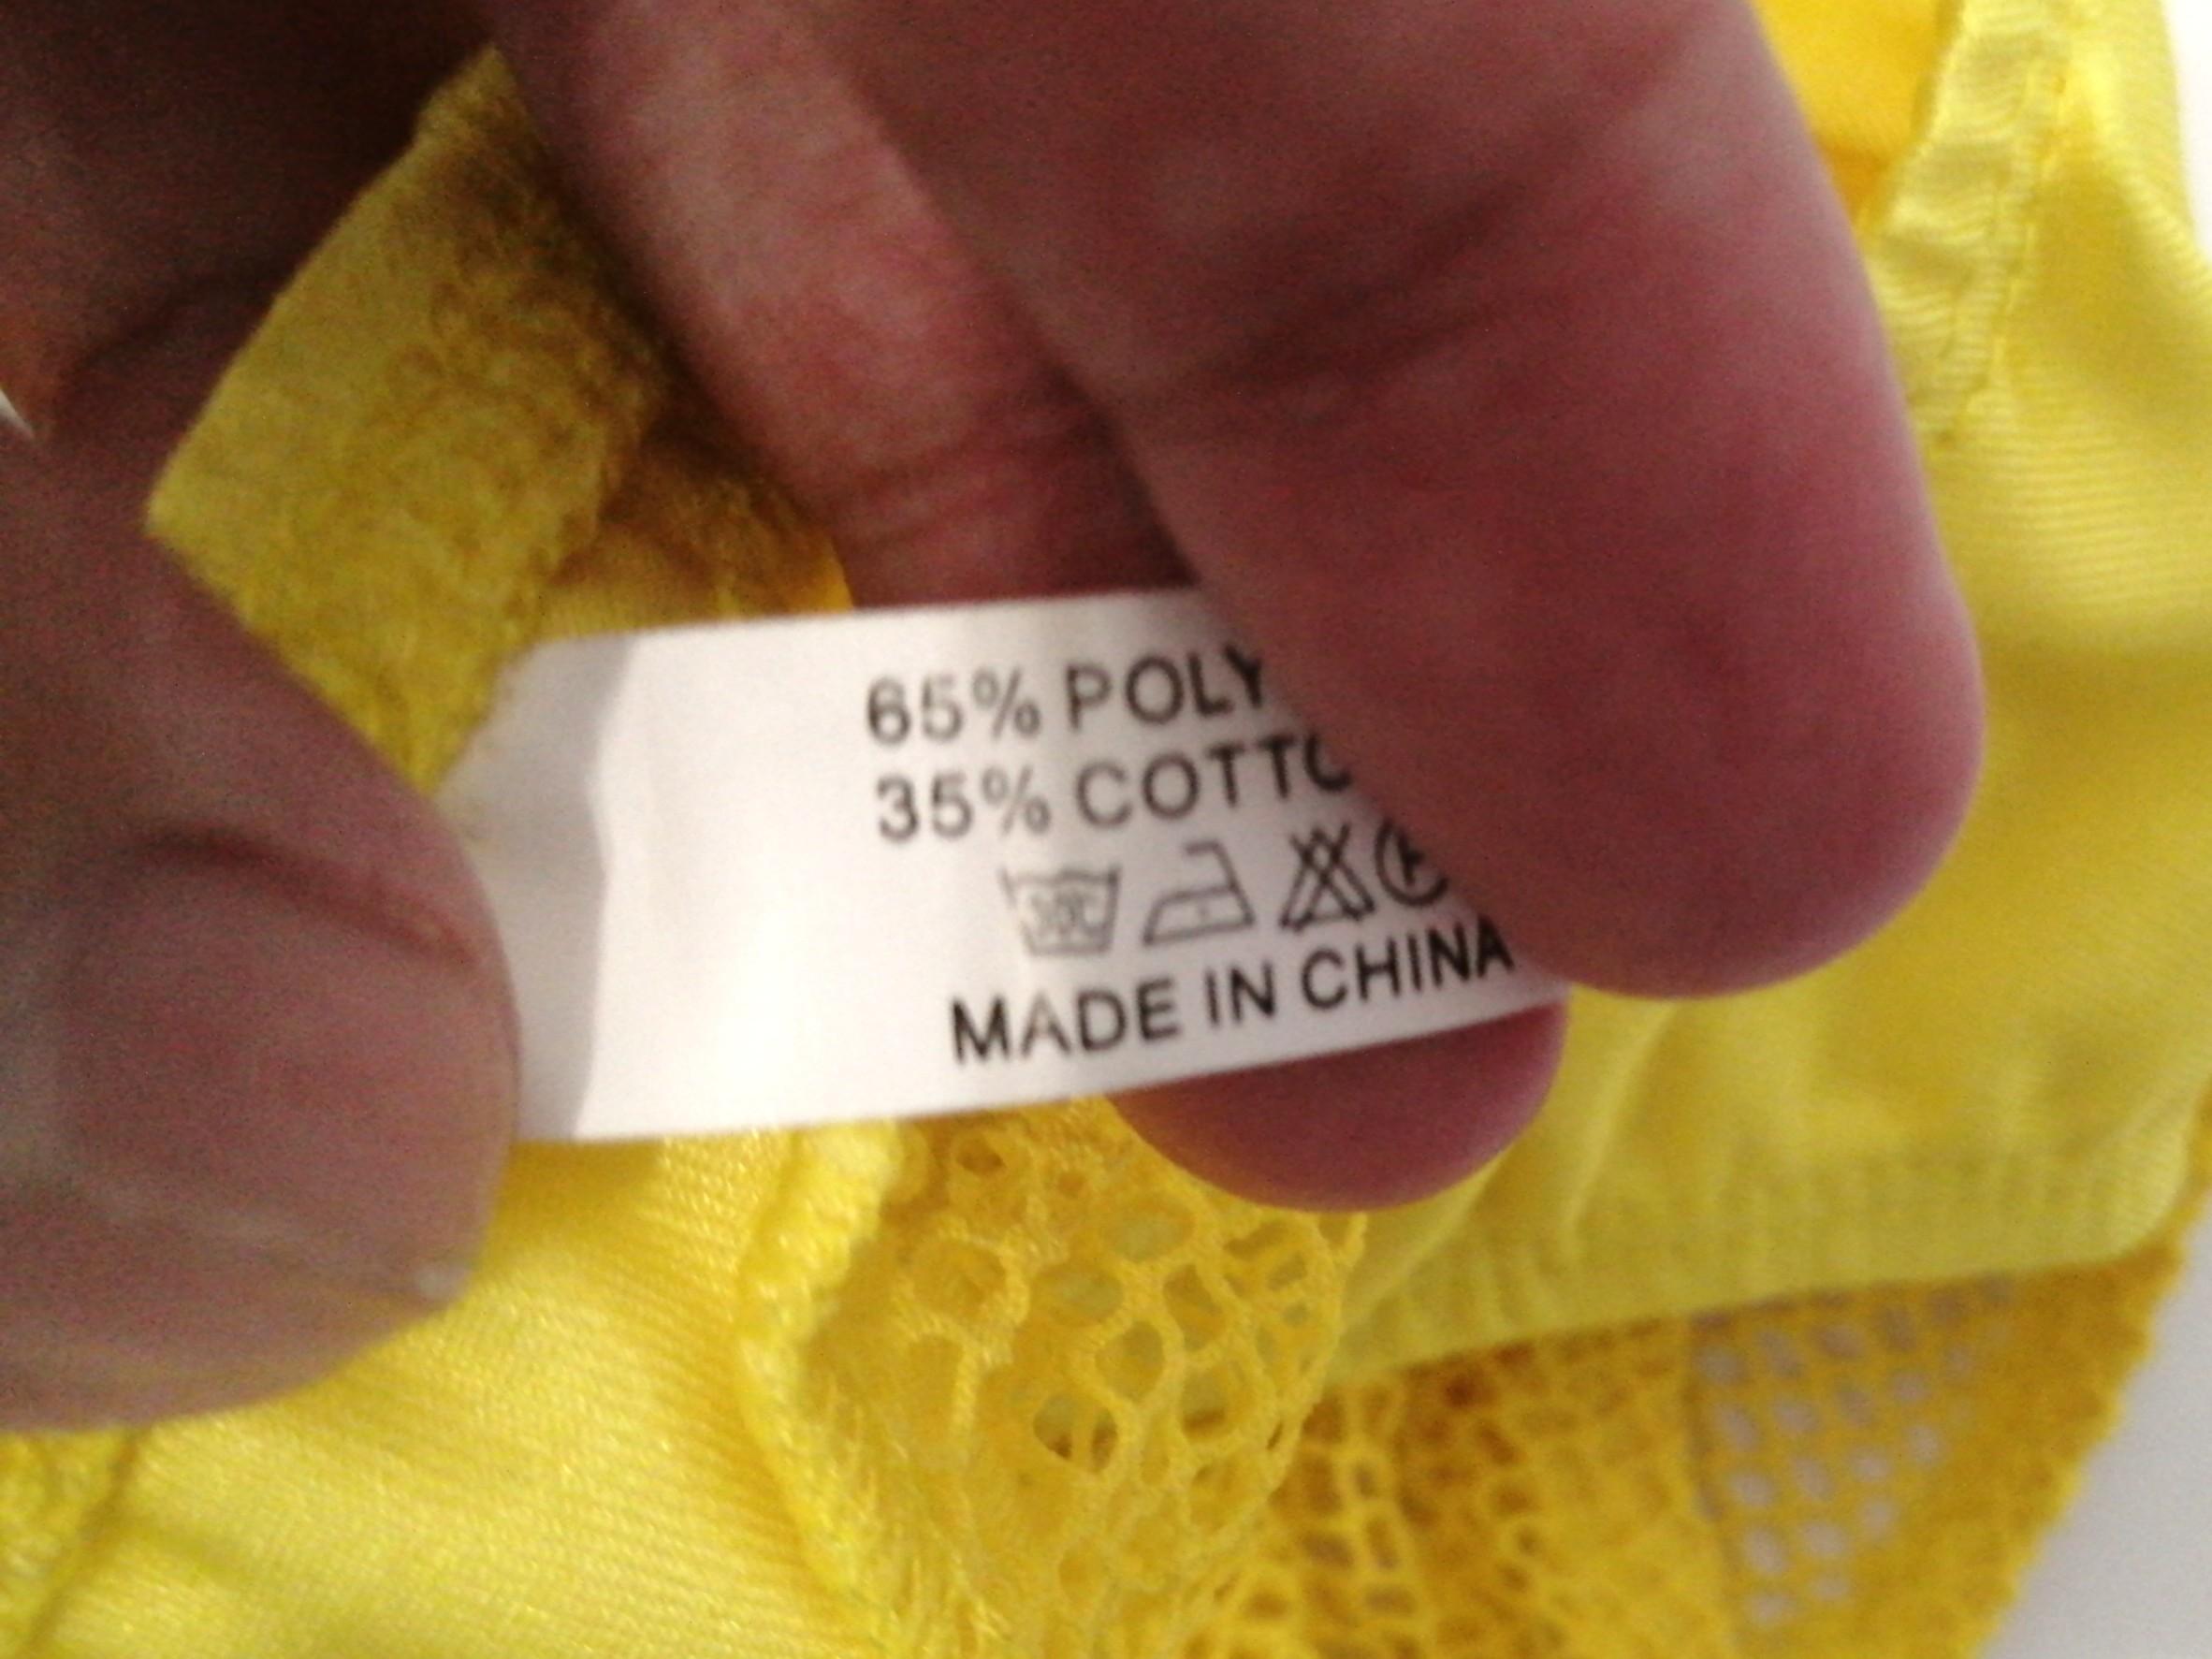 65% POLY
35% COTTO
MADE IN CHINA